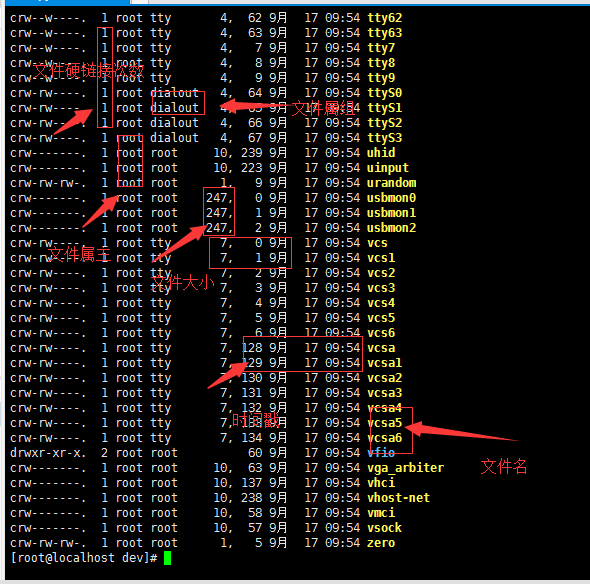 crw--w----. 1 root tty 4, 62 9月 17 09:54 tty62
crw--w----. 1 root tty 4, 63 9月 17 09:54 tty63
crw--w----. 1 root tty 4, 7 9月 17 09:54 tty7
crw--w----. 1 root tty 4, 8 9月 17 09:54 tty8
文件硬链接次数
crw--w----. 1 root tty 4, 9 9月 17 09:54 tty9
crw-rw----. 1 root dialout 4, 64 9月 17 09:54 ttyS0
crw-rw----. 1 root dialout 4, 65 9月 17 09:54 ttyS1
文件属组
crw-rw----. 1 root dialout 4, 66 9月 17 09:54 ttyS2
crw-rw----. 1 root dialout 4, 67 9月 17 09:54 ttyS3
crw-------. 1 root root 10, 239 9月 17 09:54 uhid
crw-------. 1 root root 10, 223 9月 17 09:54 uinput
crw-rw-rw-. 1 root root 1, 9 9月 17 09:54 urandom
crw-------. 1 root root 247, 0 9月 17 09:54 usbmon0
crw-------. 1 root root 247, 1 9月 17 09:54 usbmon1
crw-------. 1 root root 247, 2 9月 17 09:54 usbmon2
crw-rw----. 1 root tty 7, 0 9月 17 09:54 vcs
文件属主
crw-rw----. 1 root tty 7, 1 9月 17 09:54 vcs1
crw-rw----. 1 root tty 7, 2 9月 17 09:54 vcs2
文件大小
crw-rw----. 1 root tty 7, 3 9月 17 09:54 vcs3
crw-rw----. 1 root tty 7, 4 9月 17 09:54 vcs4
crw-rw----. 1 root tty 7, 5 9月 17 09:54 vcs5
crw-rw----. 1 root tty 7, 6 9月 17 09:54 vcs6
crw-rw----. 1 root tty 7, 128 9月 17 09:54 vcsa
crw-rw----. 1 root tty 7, 129 9月 17 09:54 vcsa1
crw-rw----. 1 root tty 7, 130 9月 17 09:54 vcsa2
crw-rw----. 1 root tty 7, 131 9月 17 09:54 vcsa3
crw-rw----. 1 root tty 7, 132 9月 17 09:54 vcsa4
crw-rw----. 1 root tty 7, 133 9月 17 09:54 vcsa5
时间戳
crw-rw----. 1 root tty 7, 134 9月 17 09:54 vcsa6
drwxr-xr-x. 2 root root 60 9月 17 09:54 vfio
crw-------. 1 root root 10, 63 9月 17 09:54 vga_arbiter
文件名
crw-------. 1 root root 10, 137 9月 17 09:54 vhci
crw-------. 1 root root 10, 238 9月 17 09:54 vhost-net
crw-------. 1 root root 10, 58 9月 17 09:54 vmci
crw-------. 1 root root 10, 57 9月 17 09:54 vsock
crw-rw-rw-. 1 root root 1, 5 9月 17 09:54 zero
[root@localhost dev]#